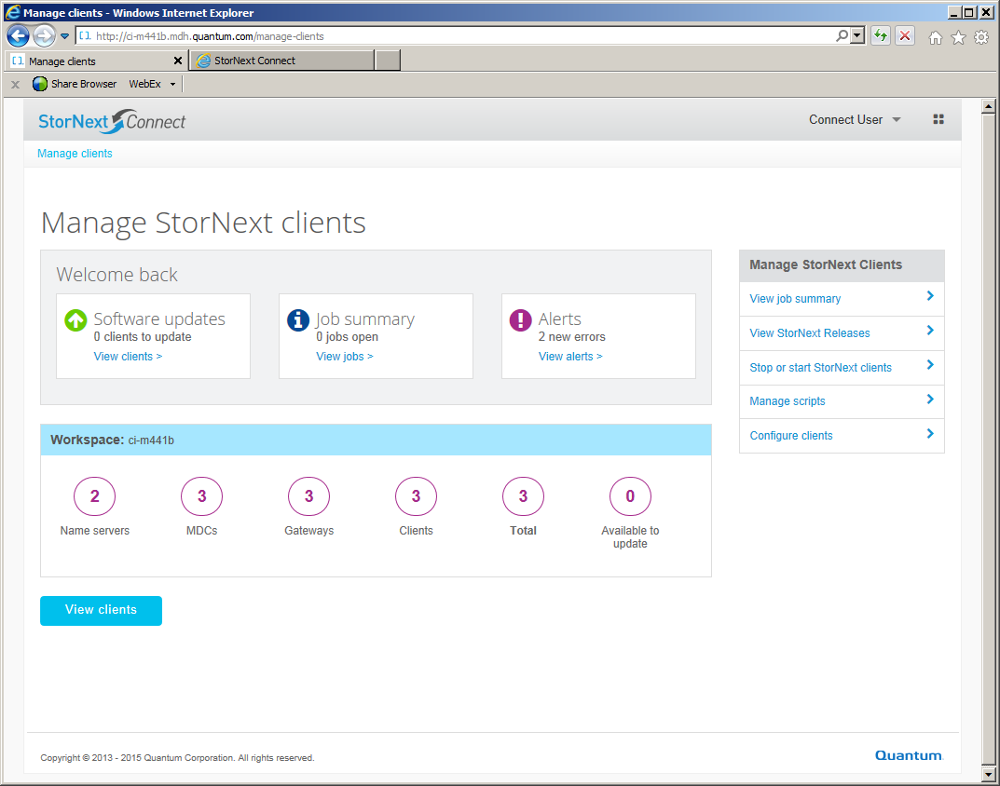 Manage clients - Windows Internet Explorer
http://ci-m441b.mdh.quantum.com/manage-clients
Manage clients
StorNext Connect
x Share Browser WebEx
StorNext Connect
Connect User
Manage clients
Manage StorNext clients
Welcome back
Software updates
0 clients to update
View clients >
Job summary
0 jobs open
View jobs >
Alerts
2 new errors
View alerts >
Manage StorNext Clients
View job summary
View StorNext Releases
Stop or start StorNext clients
Manage scripts
Configure clients
Workspace: ci-m441b
2 3 3 3 3 0
Name servers MDCs Gateways Clients Total Available to
update
View clients
Copyright © 2013 - 2015 Quantum Corporation. All rights reserved.
Quantum